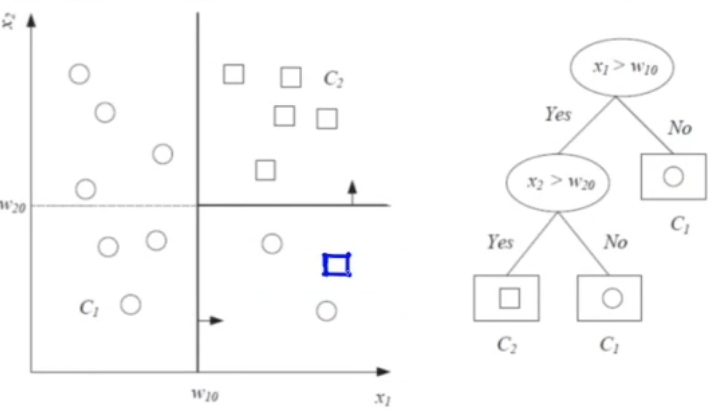 x₂
C₂
w₂₀
C₁
w₁₀
x₁
x₁ > w₁₀
Yes
No
x₂ > w₂₀
C₁
Yes
No
C₂
C₁